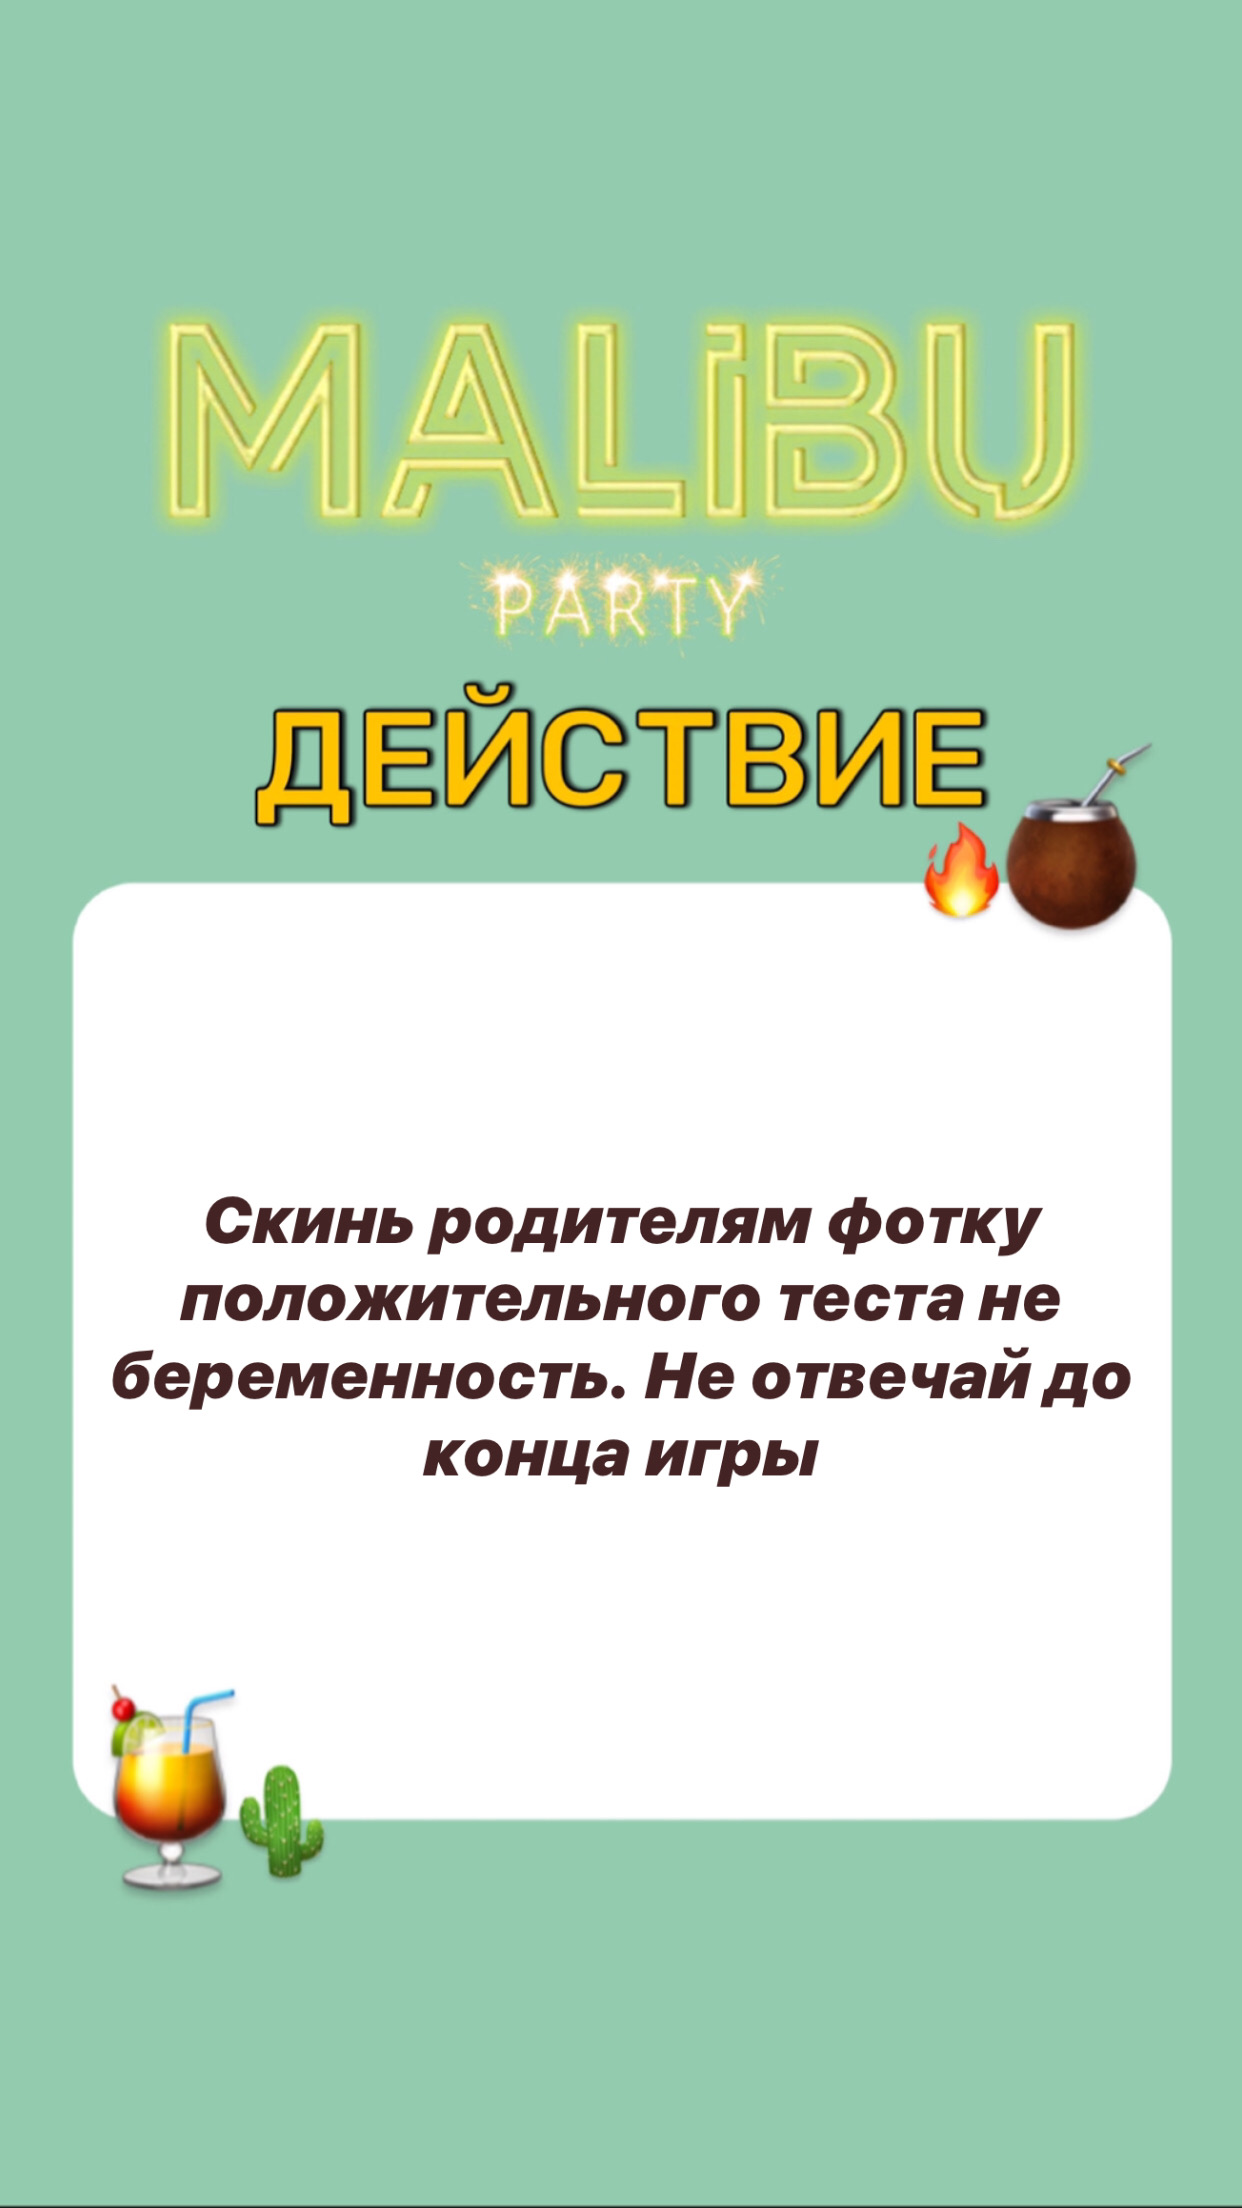 MALiBU
PARTY
ДЕЙСТВИЕ
Скинь родителям фотку
положительного теста не
беременность. Не отвечай до
конца игры